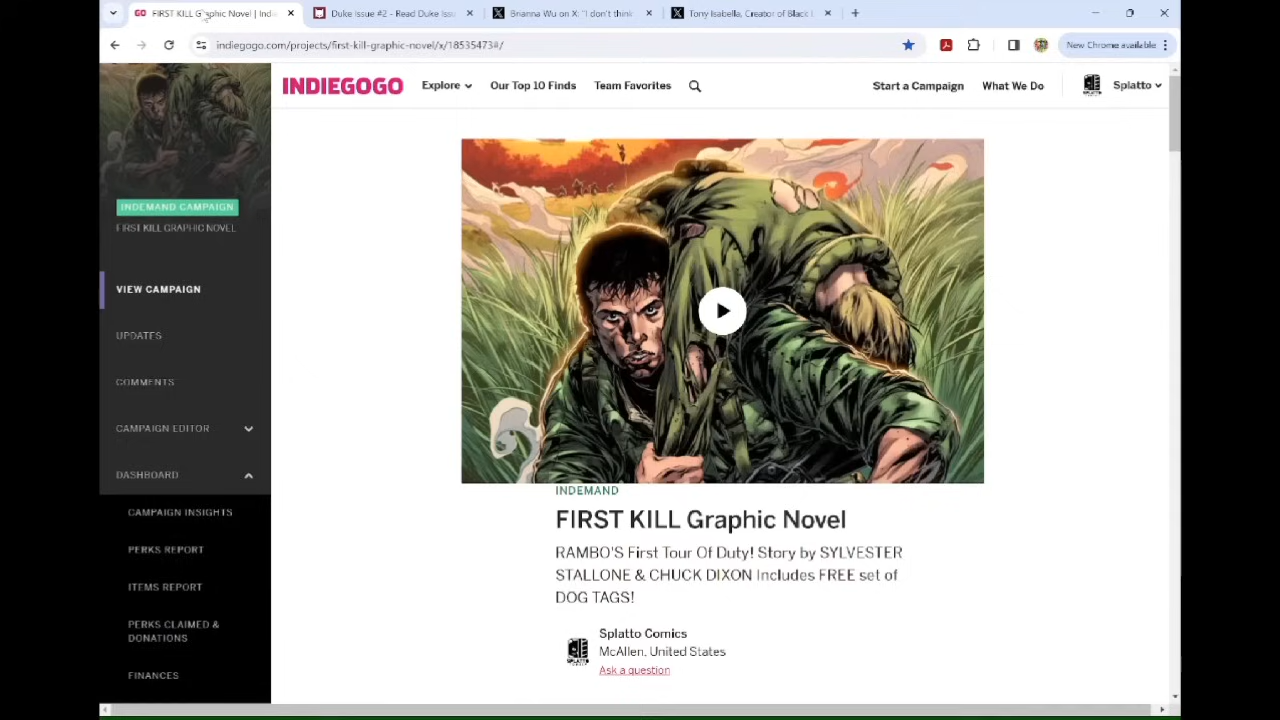 FIRST KILL Graphic Novel | Ind
Duke Issue #2 - Read Duke Issue
Brianna Wu on X: "I don't think
Tony Isabella, Creator of Black L
indiegogo.com/projects/first-kill-graphic-novel/x/18535473#/
New Chrome available
INDIEGOGO
Explore
Our Top 10 Finds
Team Favorites
Start a Campaign
What We Do
Splatto
INDEMAND CAMPAIGN
FIRST KILL GRAPHIC NOVEL
VIEW CAMPAIGN
UPDATES
COMMENTS
CAMPAIGN EDITOR
DASHBOARD
CAMPAIGN INSIGHTS
PERKS REPORT
ITEMS REPORT
PERKS CLAIMED &
DONATIONS
FINANCES
INDEMAND
FIRST KILL Graphic Novel
RAMBO'S First Tour Of Duty! Story by SYLVESTER
STALLONE & CHUCK DIXON Includes FREE set of
DOG TAGS!
Splatto Comics
McAllen, United States
Ask a question